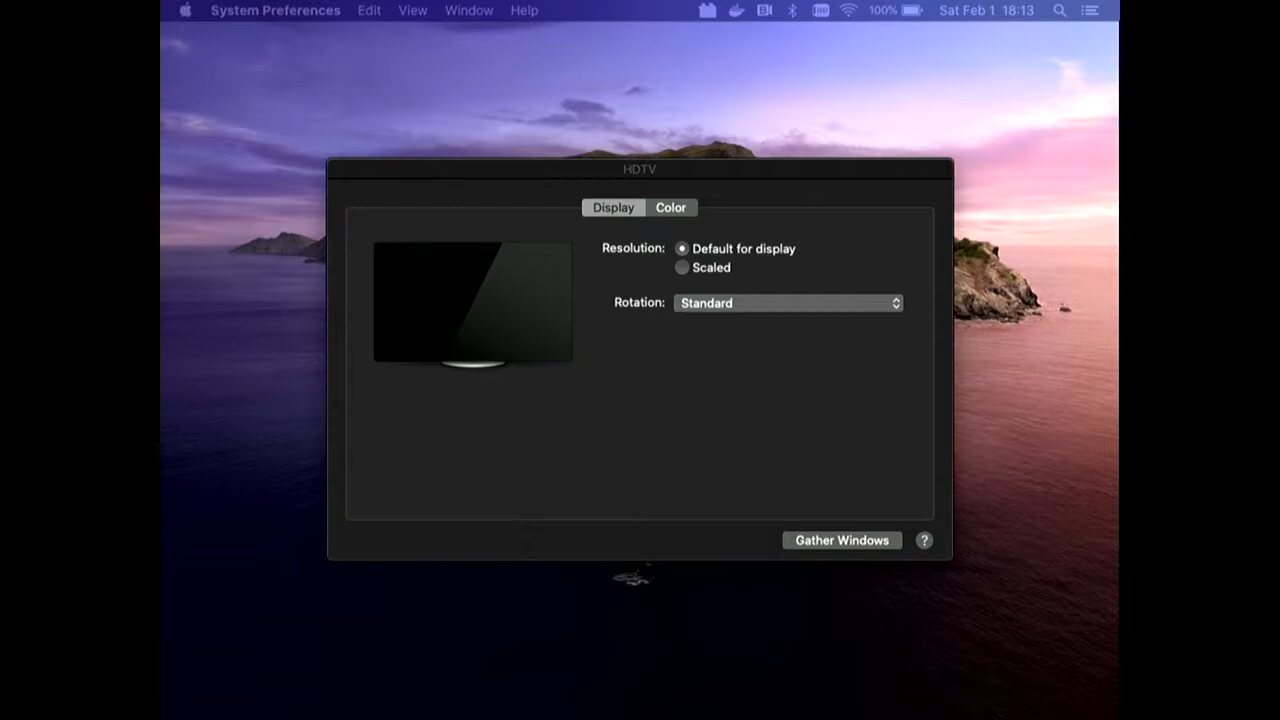 System Preferences Edit View Window Help 100% Sat Feb 1 18:13
HDTV
Display Color
Resolution: Default for display
Scaled
Rotation: Standard
Gather Windows ?